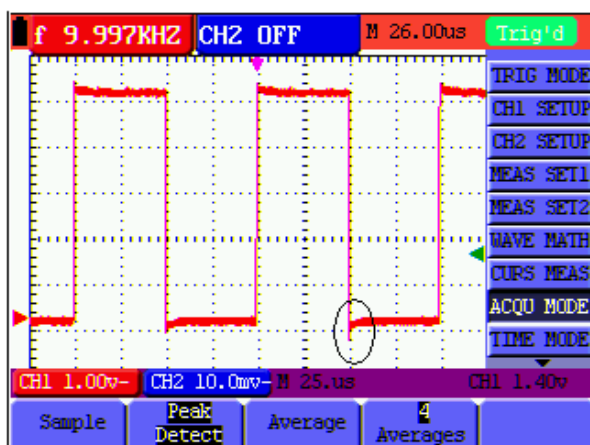 f 9.997KHZ CH2 OFF M 26.00us Trig'd
TRIG MODE
CH1 SETUP
CH2 SETUP
MEAS SET1
MEAS SET2
WAVE MATH
CURS MEAS
ACQU MODE
TIME MODE
CH1 1.00v- CH2 10.0mv- M 25.us CH1 1.40v
Sample
Peak
Detect
Average
4
Averages